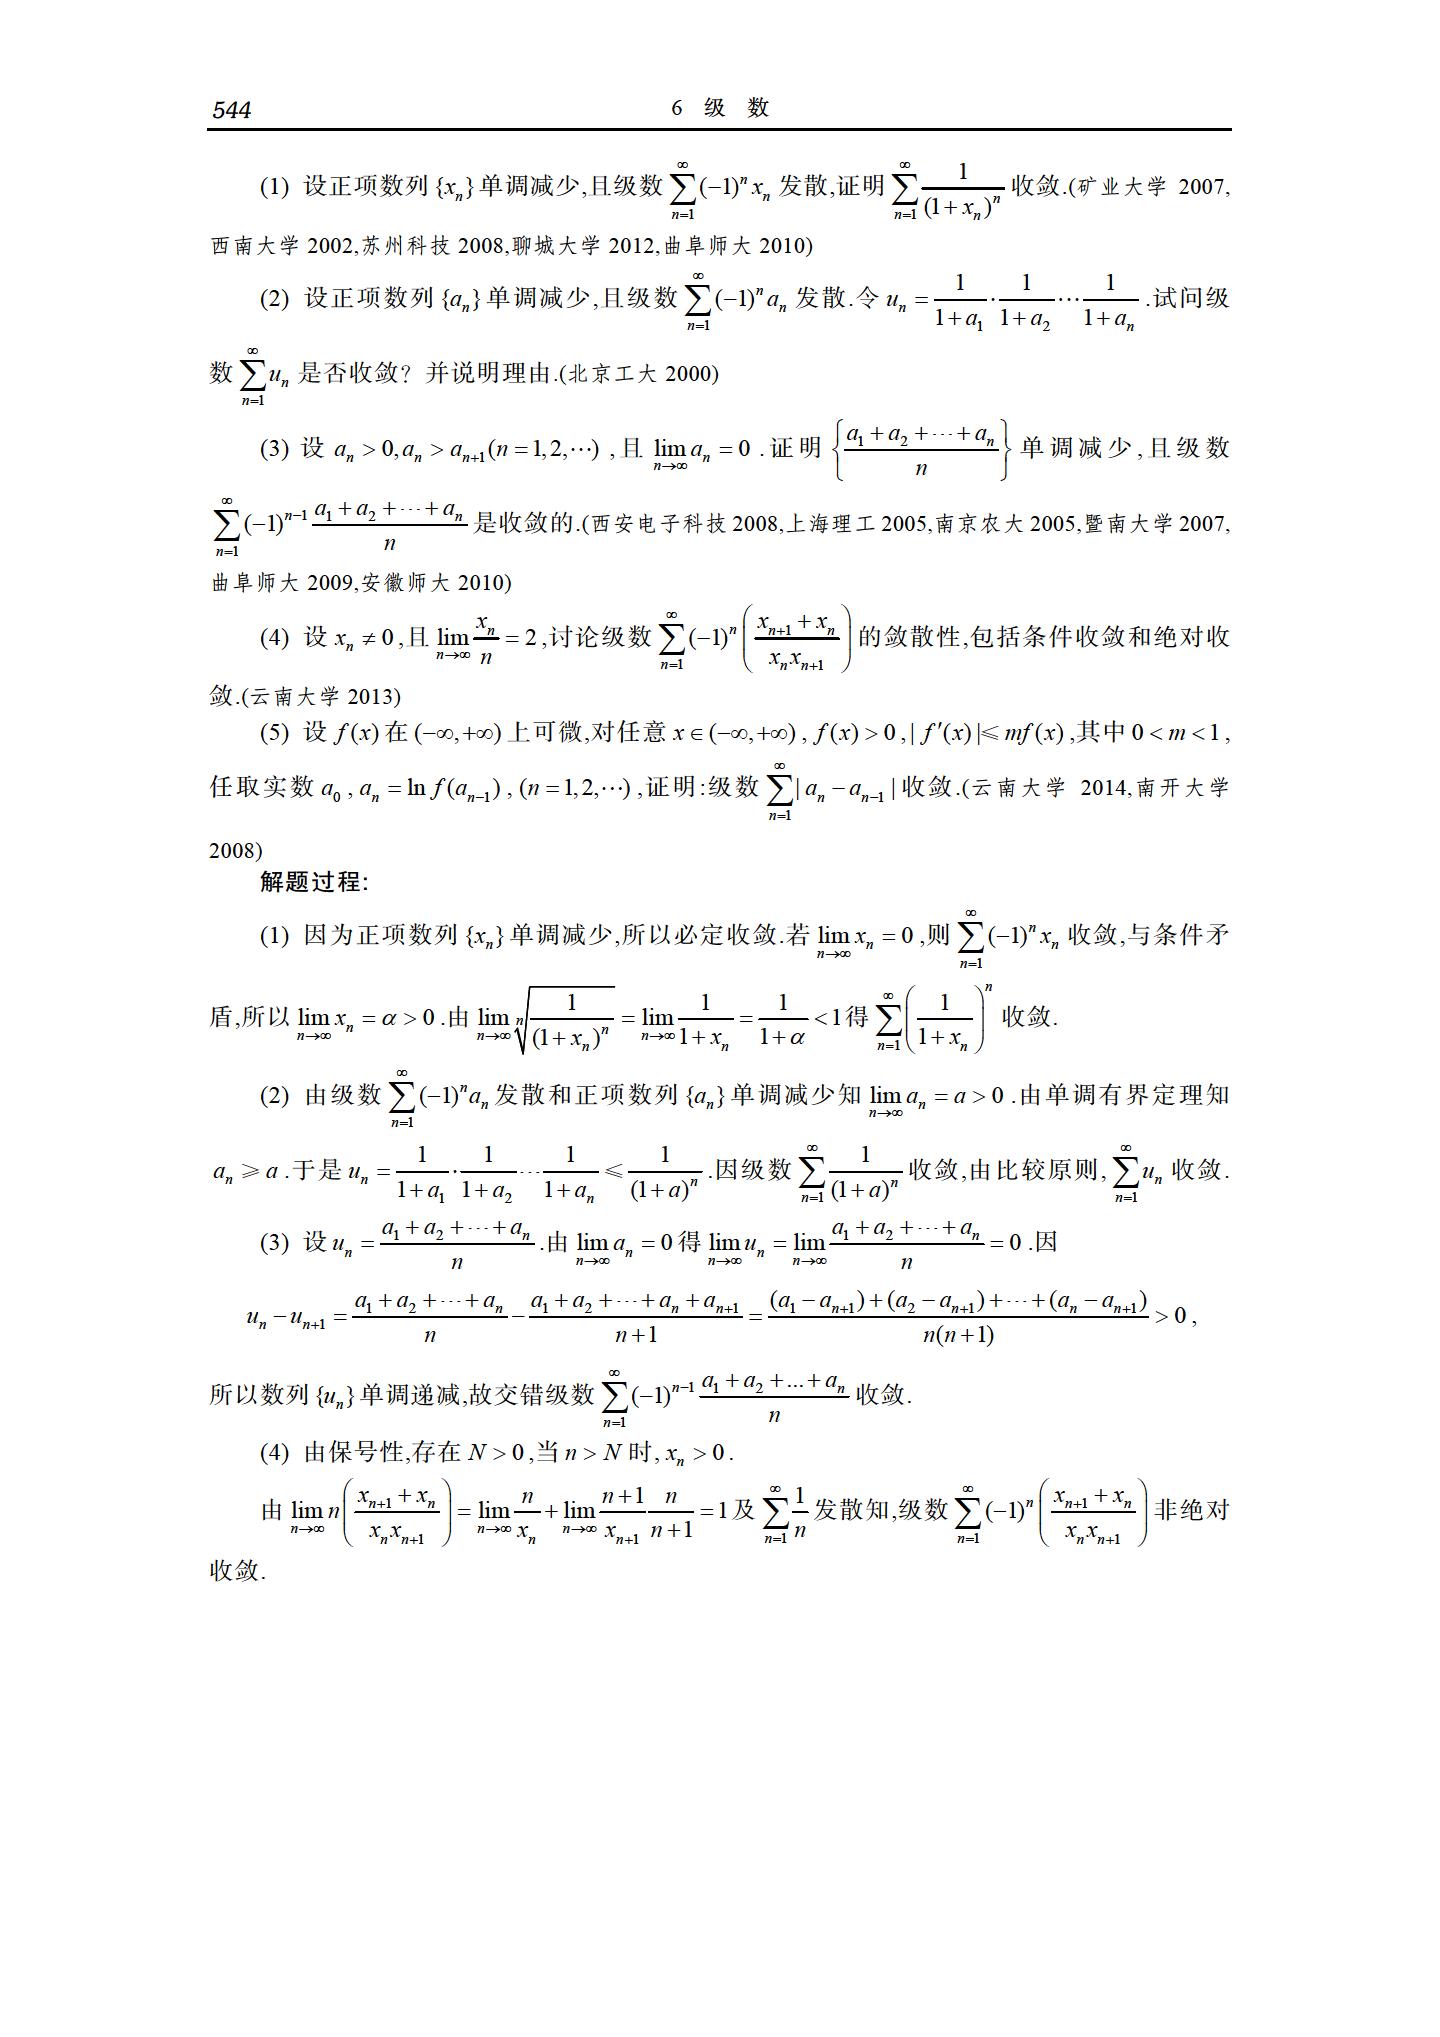 544 6 级 数
(1) 设正项数列 $\{x_n\}$ 单调减少,且级数 $\sum_{n=1}^{\infty}(-1)^n x_n$ 发散,证明 $\sum_{n=1}^{\infty}\frac{1}{(1+x_n)^n}$ 收敛.(矿业大学 2007,
西南大学 2002,苏州科技 2008,聊城大学 2012,曲阜师大 2010)
(2) 设正项数列 $\{a_n\}$ 单调减少,且级数 $\sum_{n=1}^{\infty}(-1)^n a_n$ 发散.令 $u_n=\frac{1}{1+a_1}\cdot\frac{1}{1+a_2}\cdots\frac{1}{1+a_n}$.试问级
数 $\sum_{n=1}^{\infty}u_n$ 是否收敛? 并说明理由.(北京工大 2000)
(3) 设 $a_n>0,a_n>a_{n+1}(n=1,2,\cdots)$ ,且 $\lim_{n\to\infty}a_n=0$ .证明 $\left\{\frac{a_1+a_2+\cdots+a_n}{n}\right\}$ 单调减少,且级数
$\sum_{n=1}^{\infty}(-1)^{n-1}\frac{a_1+a_2+\cdots+a_n}{n}$ 是收敛的.(西安电子科技 2008,上海理工 2005,南京农大 2005,暨南大学 2007,
曲阜师大 2009,安徽师大 2010)
(4) 设 $x_n\neq 0$ ,且 $\lim_{n\to\infty}\frac{x_n}{n}=2$ ,讨论级数 $\sum_{n=1}^{\infty}(-1)^n\left(\frac{x_{n+1}+x_n}{x_n x_{n+1}}\right)$ 的敛散性,包括条件收敛和绝对收
敛.(云南大学 2013)
(5) 设 $f(x)$ 在 $(-\infty,+\infty)$ 上可微,对任意 $x\in(-\infty,+\infty)$ , $f(x)>0$ ,$|f'(x)|\leq mf(x)$ ,其中 $0<m<1$ ,
任取实数 $a_0$ , $a_n=\ln f(a_{n-1})$ , $(n=1,2,\cdots)$ ,证明:级数 $\sum_{n=1}^{\infty}|a_n-a_{n-1}|$ 收敛.(云南大学 2014,南开大学
2008)
解题过程:
(1) 因为正项数列 $\{x_n\}$ 单调减少,所以必定收敛.若 $\lim_{n\to\infty}x_n=0$ ,则 $\sum_{n=1}^{\infty}(-1)^n x_n$ 收敛,与条件矛
盾,所以 $\lim_{n\to\infty}x_n=\alpha>0$ .由 $\lim_{n\to\infty}\sqrt[n]{\frac{1}{(1+x_n)^n}}=\lim_{n\to\infty}\frac{1}{1+x_n}=\frac{1}{1+\alpha}<1$ 得 $\sum_{n=1}^{\infty}\left(\frac{1}{1+x_n}\right)^n$ 收敛.
(2) 由级数 $\sum_{n=1}^{\infty}(-1)^n a_n$ 发散和正项数列 $\{a_n\}$ 单调减少知 $\lim_{n\to\infty}a_n=a>0$ .由单调有界定理知
$a_n\geq a$ .于是 $u_n=\frac{1}{1+a_1}\cdot\frac{1}{1+a_2}\cdots\frac{1}{1+a_n}\leq\frac{1}{(1+a)^n}$ .因级数 $\sum_{n=1}^{\infty}\frac{1}{(1+a)^n}$ 收敛,由比较原则, $\sum_{n=1}^{\infty}u_n$ 收敛.
(3) 设 $u_n=\frac{a_1+a_2+\cdots+a_n}{n}$ .由 $\lim_{n\to\infty}a_n=0$ 得 $\lim_{n\to\infty}u_n=\lim_{n\to\infty}\frac{a_1+a_2+\cdots+a_n}{n}=0$ .因
$u_n-u_{n+1}=\frac{a_1+a_2+\cdots+a_n}{n}-\frac{a_1+a_2+\cdots+a_n+a_{n+1}}{n+1}=\frac{(a_1-a_{n+1})+(a_2-a_{n+1})+\cdots+(a_n-a_{n+1})}{n(n+1)}>0$ ,
所以数列 $\{u_n\}$ 单调递减,故交错级数 $\sum_{n=1}^{\infty}(-1)^{n-1}\frac{a_1+a_2+...+a_n}{n}$ 收敛.
(4) 由保号性,存在 $N>0$ ,当 $n>N$ 时, $x_n>0$ .
由 $\lim_{n\to\infty}n\left(\frac{x_{n+1}+x_n}{x_n x_{n+1}}\right)=\lim_{n\to\infty}\frac{n}{x_n}+\lim_{n\to\infty}\frac{n+1}{x_{n+1}}\frac{n}{n+1}=1$ 及 $\sum_{n=1}^{\infty}\frac{1}{n}$ 发散知,级数 $\sum_{n=1}^{\infty}(-1)^n\left(\frac{x_{n+1}+x_n}{x_n x_{n+1}}\right)$ 非绝对
收敛.